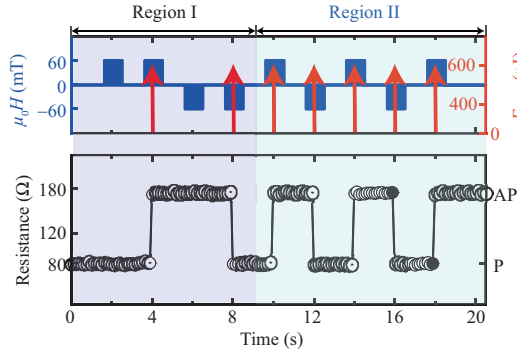 Region I Region II
60
0
−60
μ₀H (mT)
600
400
0
180
120
80
Resistance (Ω)
AP
P
0 4 8 12 16 20
Time (s)